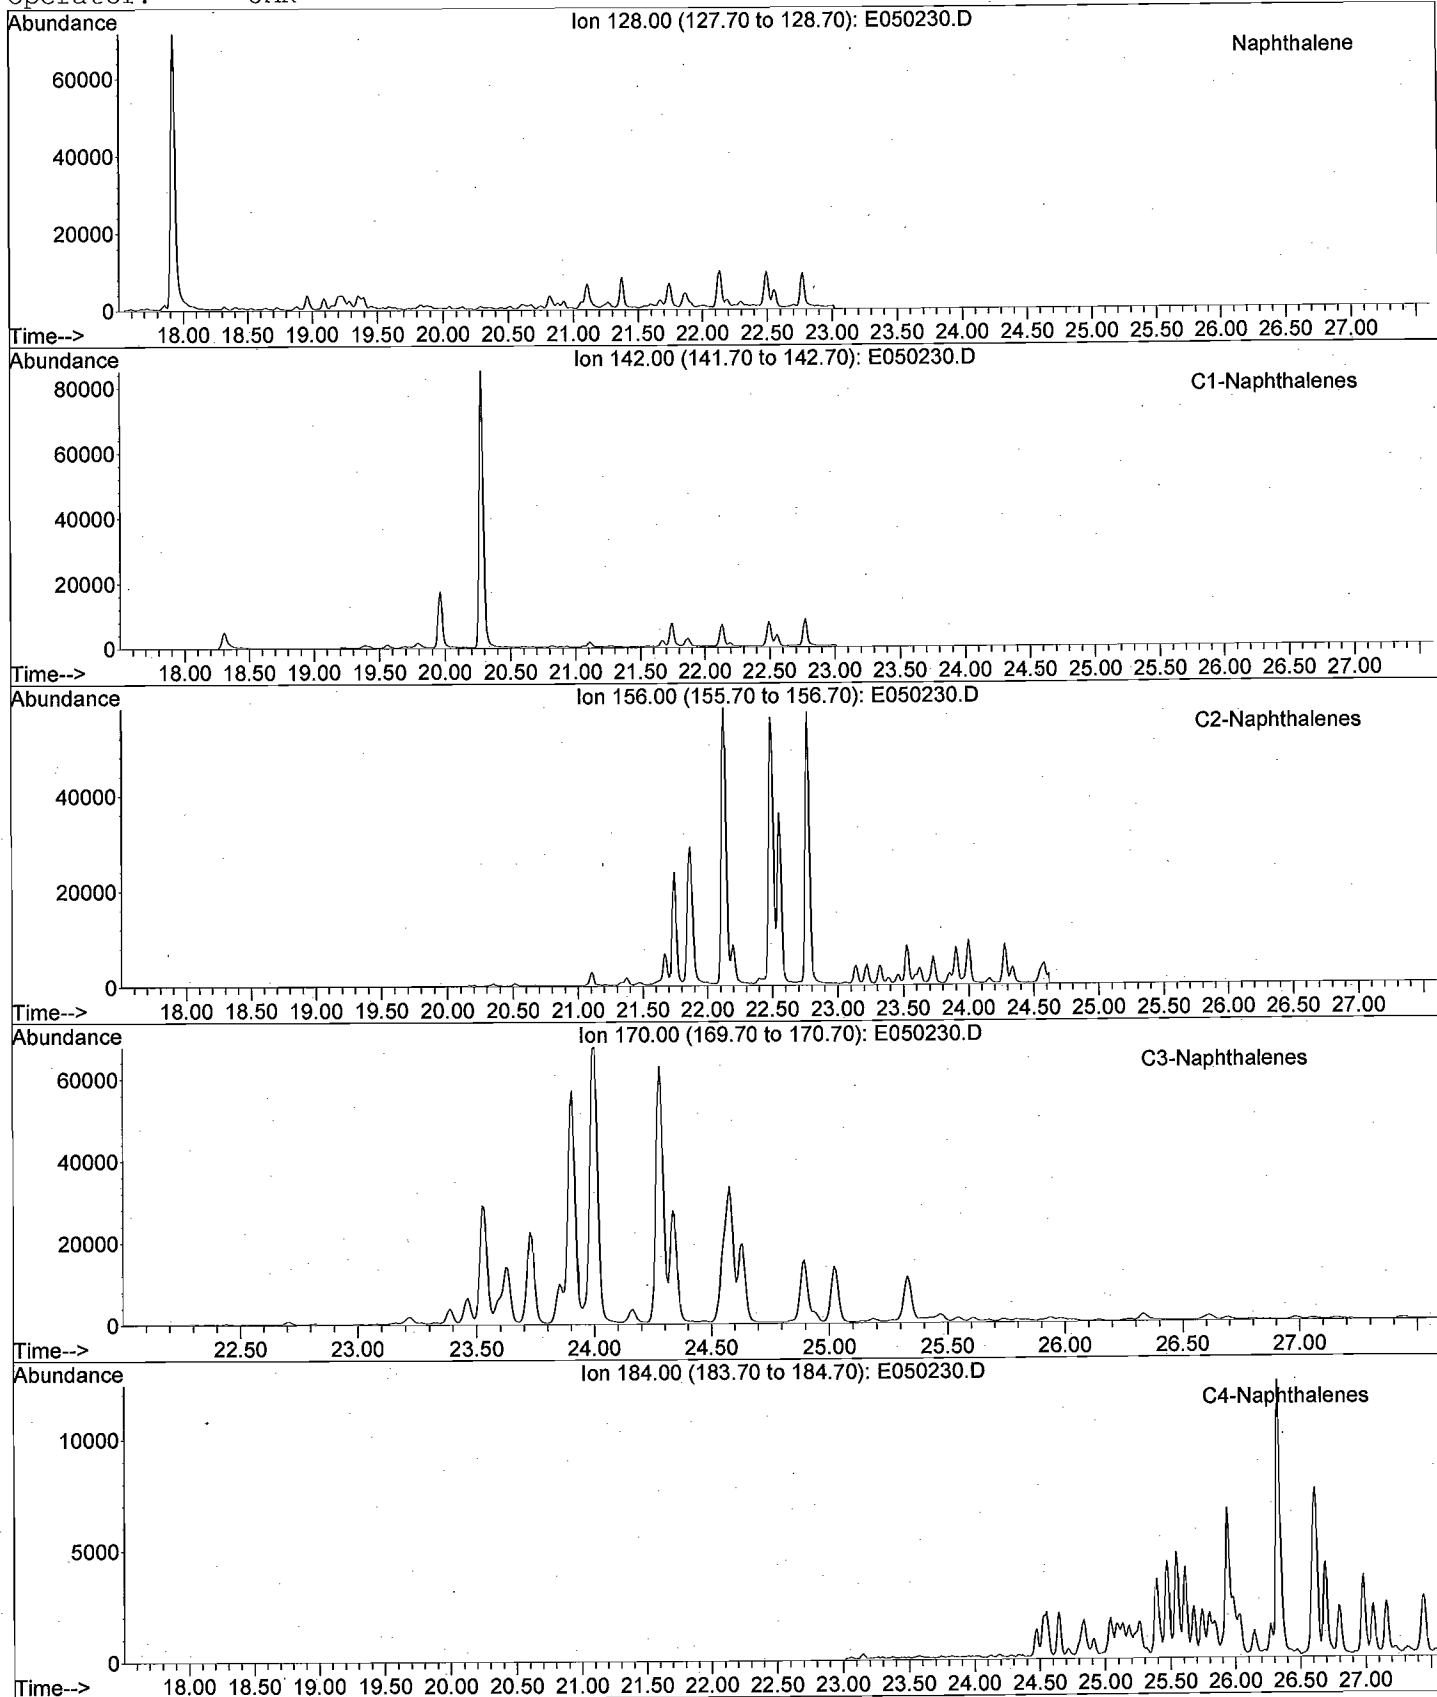 Abundance
Ion 128.00 (127.70 to 128.70): E050230.D
Naphthalene
60000
40000
20000
0
Time--> 18.00 18.50 19.00 19.50 20.00 20.50 21.00 21.50 22.00 22.50 23.00 23.50 24.00 24.50 25.00 25.50 26.00 26.50 27.00
Abundance
Ion 142.00 (141.70 to 142.70): E050230.D
C1-Naphthalenes
80000
60000
40000
20000
0
Time--> 18.00 18.50 19.00 19.50 20.00 20.50 21.00 21.50 22.00 22.50 23.00 23.50 24.00 24.50 25.00 25.50 26.00 26.50 27.00
Abundance
Ion 156.00 (155.70 to 156.70): E050230.D
C2-Naphthalenes
40000
20000
0
Time--> 18.00 18.50 19.00 19.50 20.00 20.50 21.00 21.50 22.00 22.50 23.00 23.50 24.00 24.50 25.00 25.50 26.00 26.50 27.00
Abundance
Ion 170.00 (169.70 to 170.70): E050230.D
C3-Naphthalenes
60000
40000
20000
0
Time--> 22.50 23.00 23.50 24.00 24.50 25.00 25.50 26.00 26.50 27.00
Abundance
Ion 184.00 (183.70 to 184.70): E050230.D
C4-Naphthalenes
10000
5000
0
Time--> 18.00 18.50 19.00 19.50 20.00 20.50 21.00 21.50 22.00 22.50 23.00 23.50 24.00 24.50 25.00 25.50 26.00 26.50 27.00